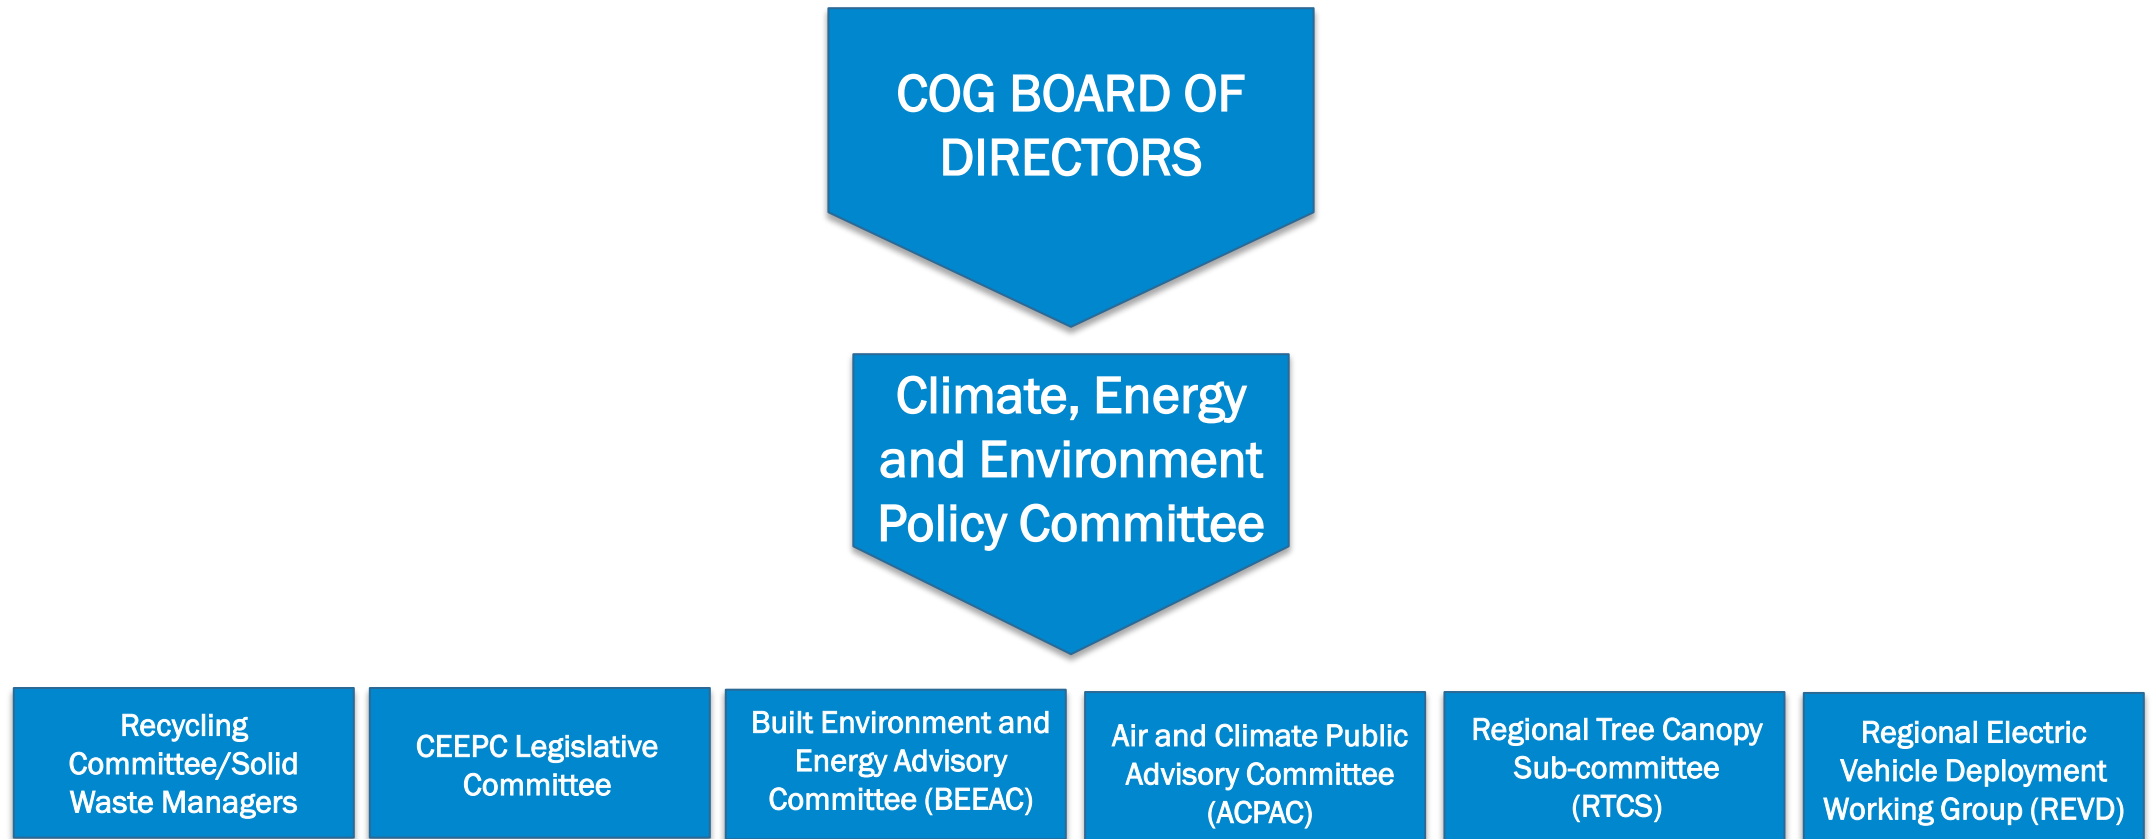 COG BOARD OF
DIRECTORS
Climate, Energy
and Environment
Policy Committee
Recycling
Committee/Solid
Waste Managers
CEEPC Legislative
Committee
Built Environment and
Energy Advisory
Committee (BEEAC)
Air and Climate Public
Advisory Committee
(ACPAC)
Regional Tree Canopy
Sub-committee
(RTCS)
Regional Electric
Vehicle Deployment
Working Group (REVD)